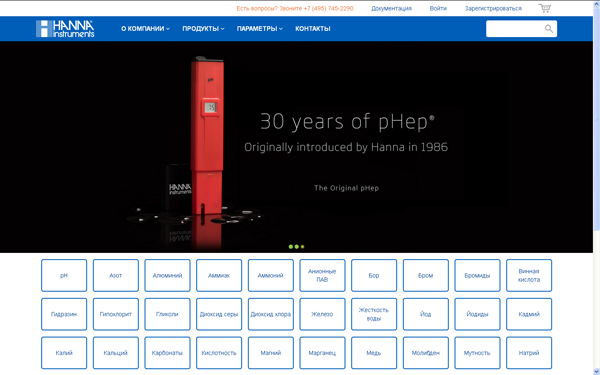 Есть вопросы? Звоните +7 (495) 745-2290 Документация Войти Зарегистрироваться
HANNA
instruments
О КОМПАНИИ ПРОДУКТЫ ПАРАМЕТРЫ КОНТАКТЫ
pH
30 years of pHep®
Originally introduced by Hanna in 1986
HANNA
instruments
The Original pHep
pH Азот Алюминий Аммиак Аммоний Анионные ПАВ Бор Бром Бромиды Винная кислота
Гидразин Гипохлорит Гликоли Диоксид серы Диоксид хлора Железо Жесткость воды Йод Йодиды Кадмий
Калий Кальций Карбонаты Кислотность Магний Марганец Медь Молибден Мутность Натрий